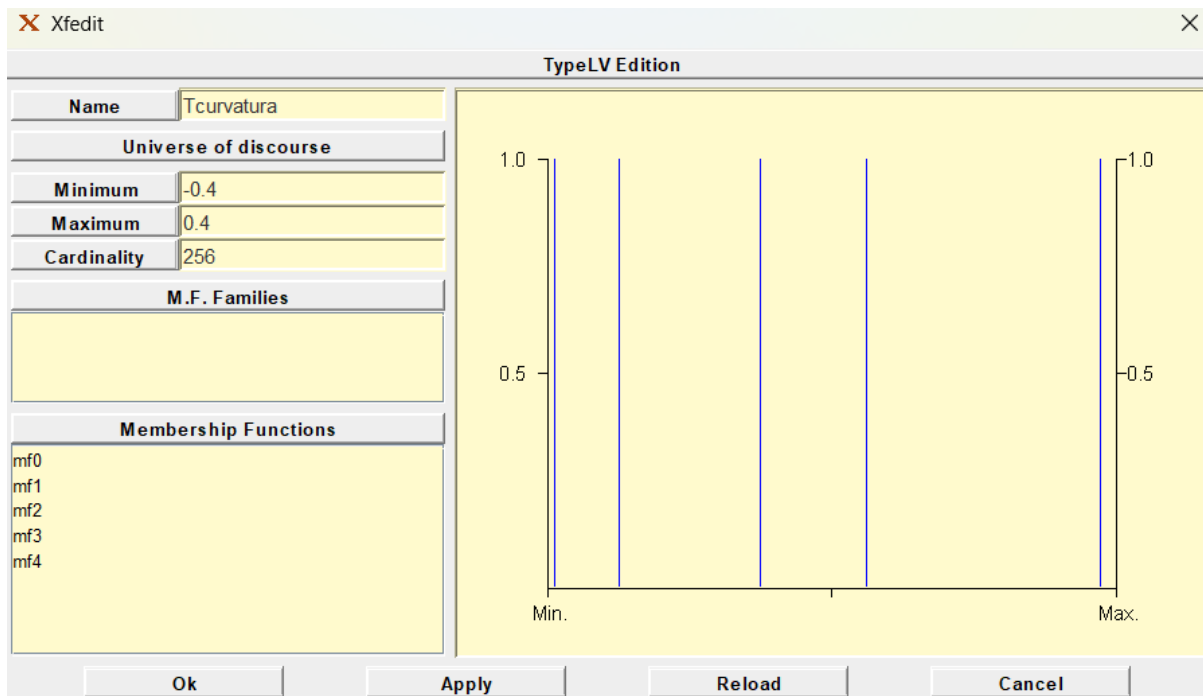 Xfedit
TypeLV Edition
Name Tcurvatura
Universe of discourse
Minimum -0.4
Maximum 0.4
Cardinality 256
M.F. Families
Membership Functions
mf0
mf1
mf2
mf3
mf4
1.0 1.0
0.5 0.5
Min. Max.
Ok Apply Reload Cancel